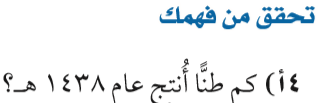 تحقق من فهمك
٤أ) كم طنًّا أُنتج عام ١٤٣٨ هـ؟